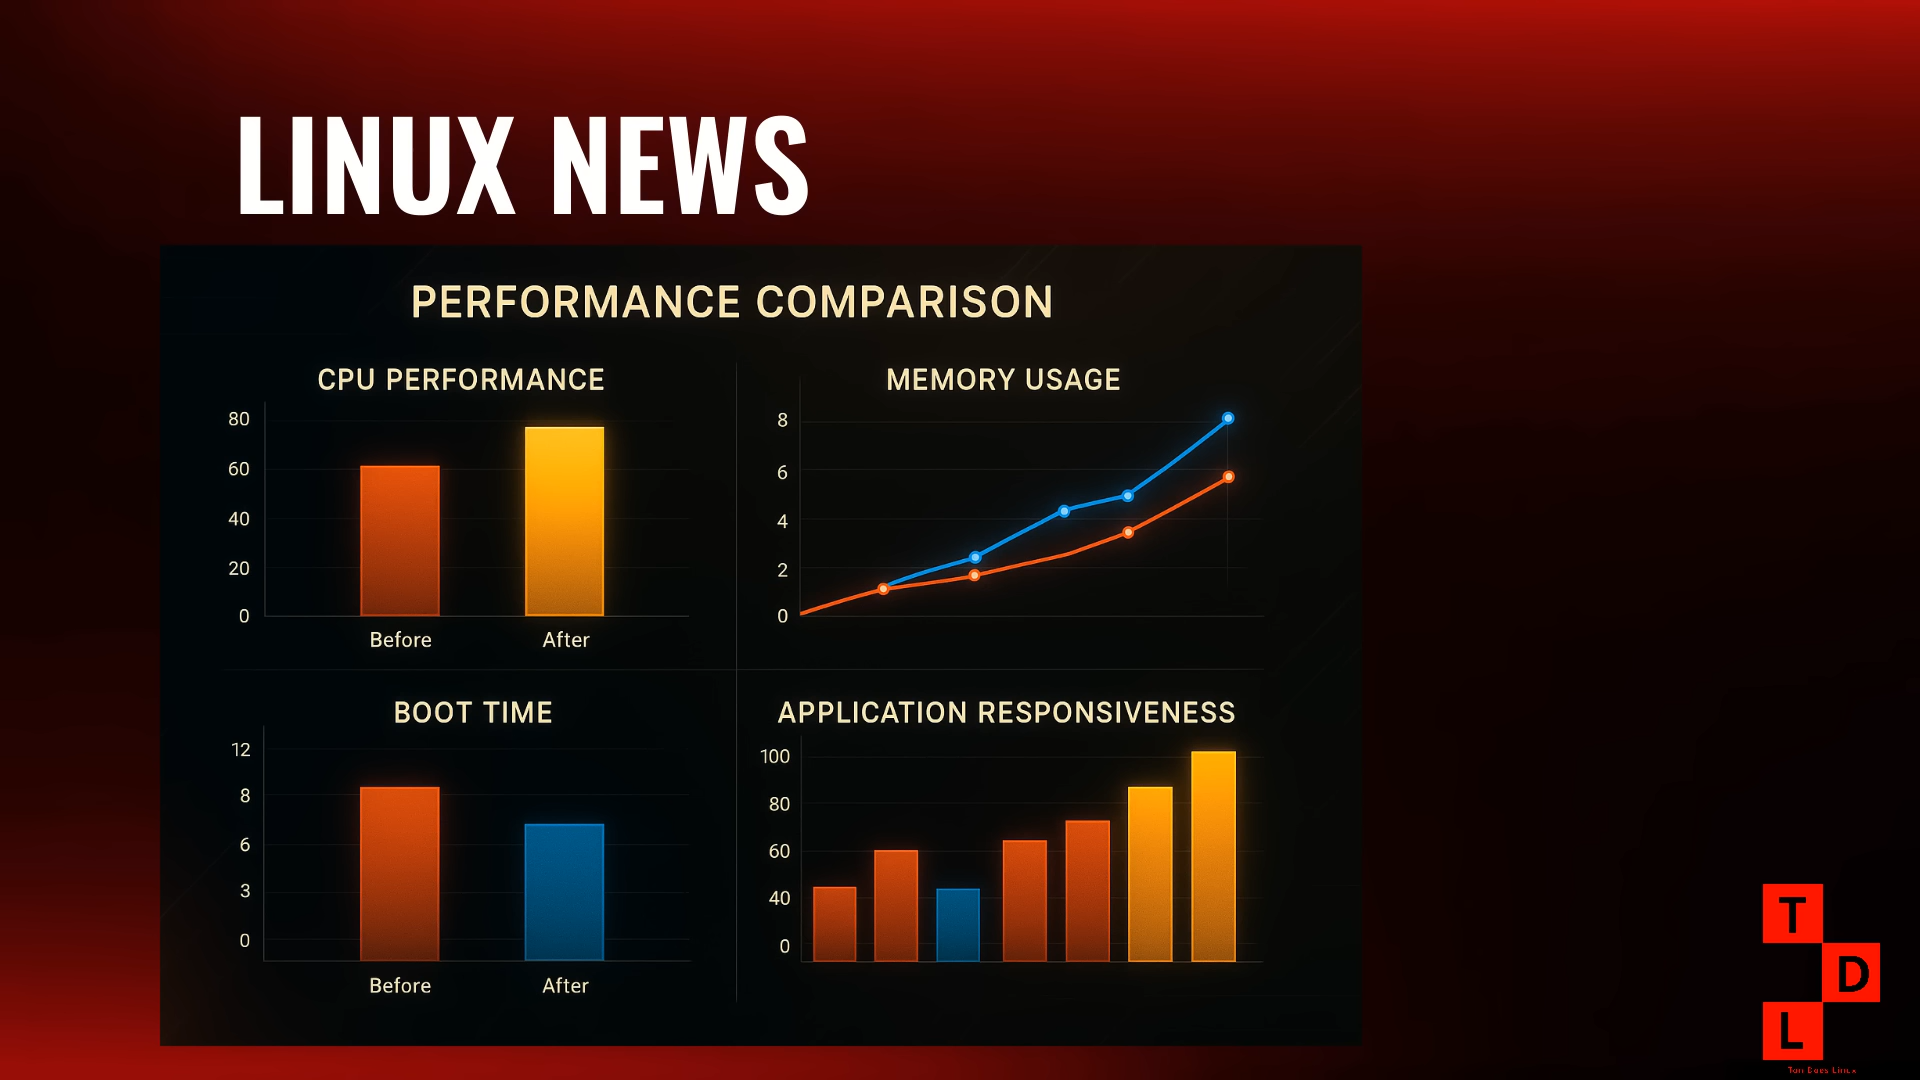 LINUX NEWS
PERFORMANCE COMPARISON
CPU PERFORMANCE
80
60
40
20
0
Before
After
MEMORY USAGE
8
6
4
2
0
BOOT TIME
12
8
6
3
0
Before
After
APPLICATION RESPONSIVENESS
100
80
60
40
0
T
D
L